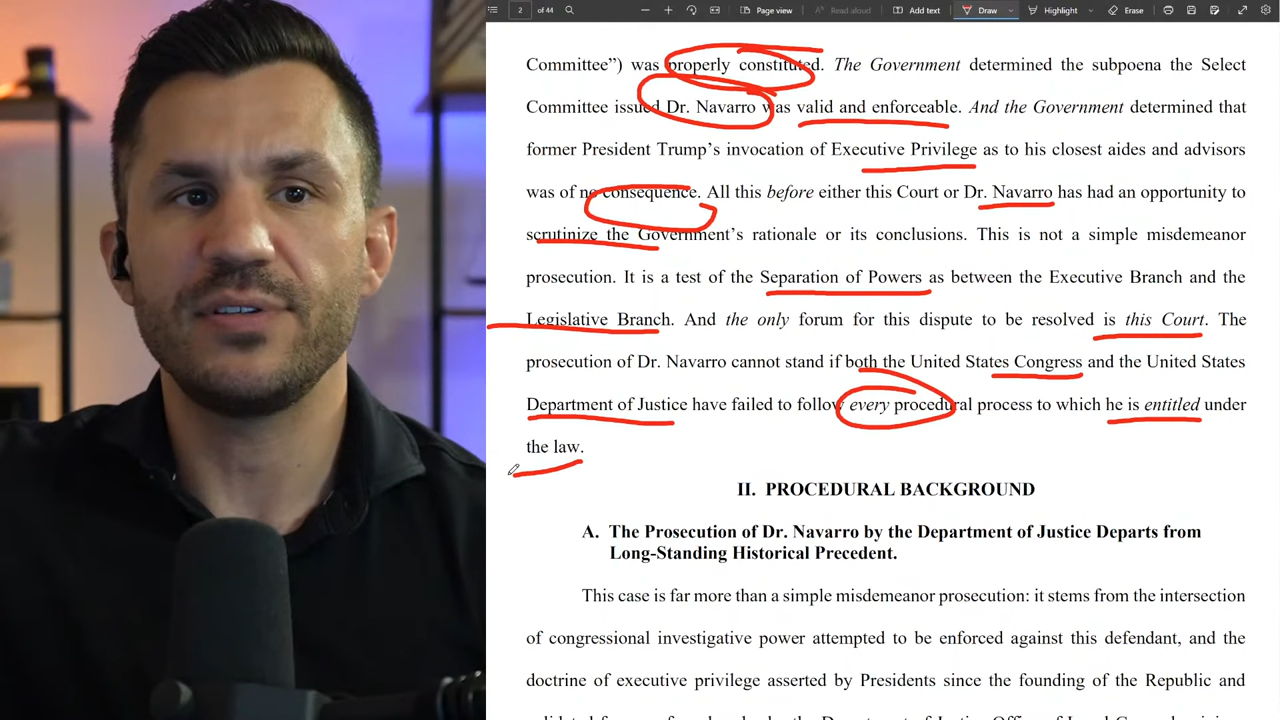 2 of 44 Page view Read aloud Add text Draw Highlight Erase
Committee”) was properly constituted. The Government determined the subpoena the Select
Committee issued Dr. Navarro was valid and enforceable. And the Government determined that
former President Trump’s invocation of Executive Privilege as to his closest aides and advisors
was of no consequence. All this before either this Court or Dr. Navarro has had an opportunity to
scrutinize the Government’s rationale or its conclusions. This is not a simple misdemeanor
prosecution. It is a test of the Separation of Powers as between the Executive Branch and the
Legislative Branch. And the only forum for this dispute to be resolved is this Court. The
prosecution of Dr. Navarro cannot stand if both the United States Congress and the United States
Department of Justice have failed to follow every procedural process to which he is entitled under
the law.
II. PROCEDURAL BACKGROUND
A. The Prosecution of Dr. Navarro by the Department of Justice Departs from
Long-Standing Historical Precedent.
This case is far more than a simple misdemeanor prosecution: it stems from the intersection
of congressional investigative power attempted to be enforced against this defendant, and the
doctrine of executive privilege asserted by Presidents since the founding of the Republic and